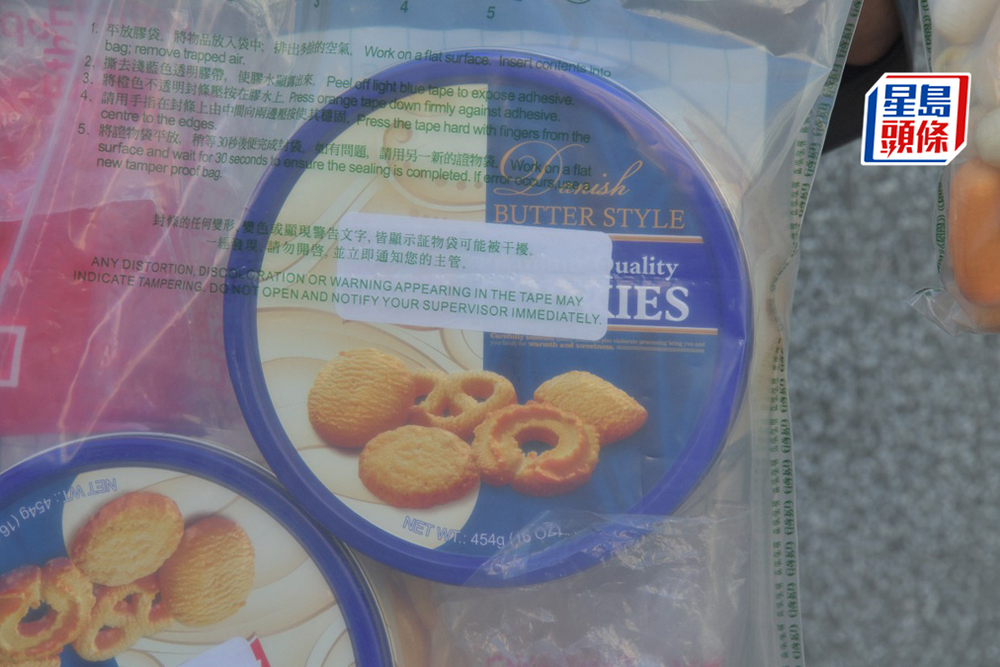 3 4 5
1. 平放膠袋，將物品放入袋中；排出多餘的空氣。 Work on a flat surface. Insert contents into
bag; remove trapped air.
2. 撕去淺藍色透明膠帶，使膠水顯露出來。 Peel off light blue tape to expose adhesive.
3. 將橙色不透明封條壓按在膠水上. Press orange tape down firmly against adhesive.
4. 請用手指在封條上由中間向兩邊壓按使其穩固。 Press the tape hard with fingers from the
centre to the edges.
5. 將證物袋平放，稍等30秒後便完成封袋。如有問題，請用另一新的證物袋。 Work on a flat
surface and wait for 30 seconds to ensure the sealing is completed. If error occurs use a
new tamper proof bag.
封條的任何變形，變色或顯現警告文字, 皆顯示証物袋可能被干擾。
一經發現，請勿開啓, 並立即通知您的主管。
ANY DISTORTION, DISCOLORATION OR WARNING APPEARING IN THE TAPE MAY
INDICATE TAMPERING. DO NOT OPEN AND NOTIFY YOUR SUPERVISOR IMMEDIATELY.
Danish
BUTTER STYLE
Quality
IES
NET WT.: 454g (16 OZ)
NET WT.: 454g (16
星島
頭條